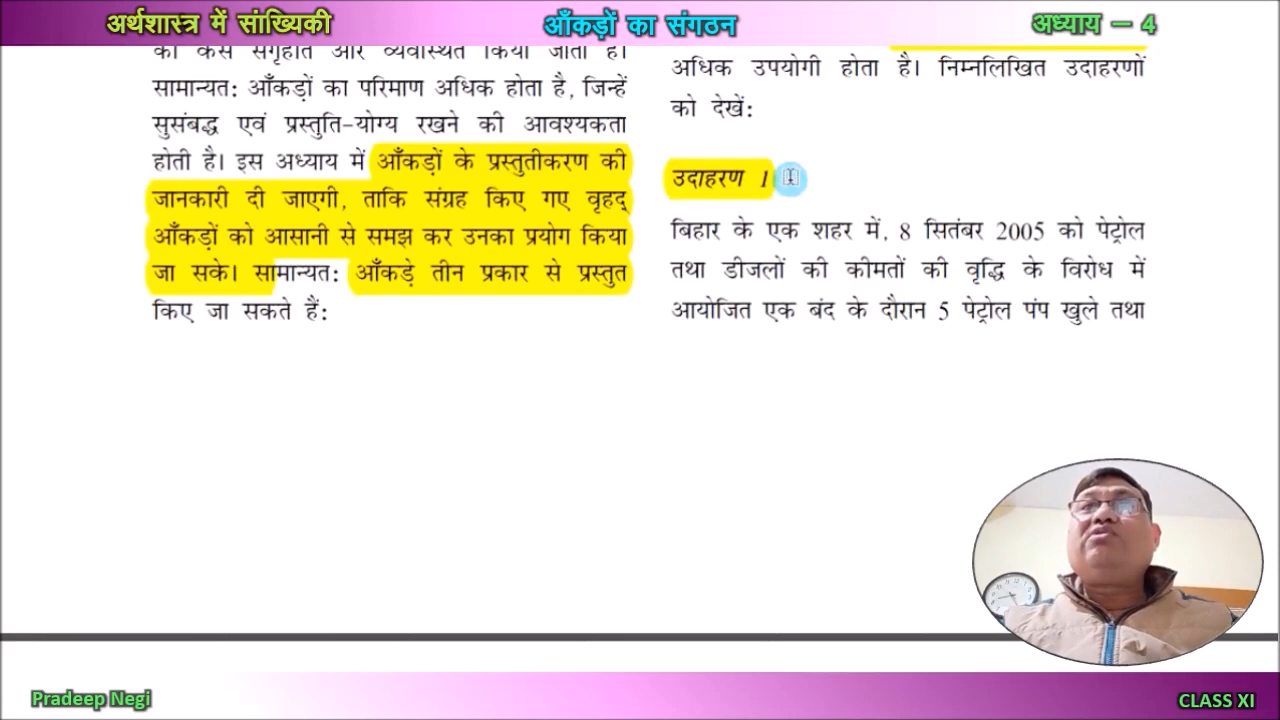 अर्थशास्त्र में सांख्यिकी
आँकड़ों का संगठन
अध्याय – 4
को कैसे संगृहीत और व्यवस्थित किया जाता है।
सामान्यत: आँकड़ों का परिमाण अधिक होता है, जिन्हें
सुसंबद्ध एवं प्रस्तुति-योग्य रखने की आवश्यकता
होती है। इस अध्याय में आँकड़ों के प्रस्तुतीकरण की
जानकारी दी जाएगी, ताकि संग्रह किए गए वृहद्
आँकड़ों को आसानी से समझ कर उनका प्रयोग किया
जा सके। सामान्यत: आँकड़े तीन प्रकार से प्रस्तुत
किए जा सकते हैं:
अधिक उपयोगी होता है। निम्नलिखित उदाहरणों
को देखें:
उदाहरण 1
बिहार के एक शहर में, 8 सितंबर 2005 को पेट्रोल
तथा डीजलों की कीमतों की वृद्धि के विरोध में
आयोजित एक बंद के दौरान 5 पेट्रोल पंप खुले तथा
Pradeep Negi
CLASS XI